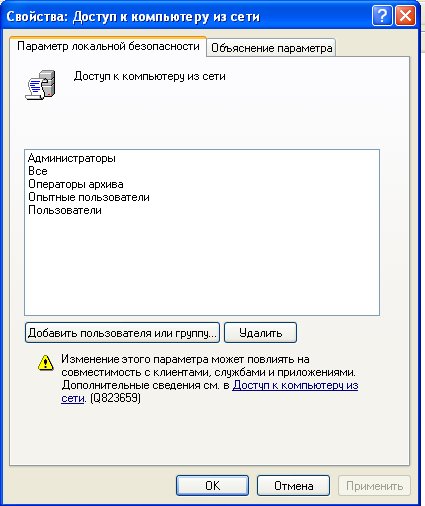 Свойства: Доступ к компьютеру из сети
Параметр локальной безопасности
Объяснение параметра
Доступ к компьютеру из сети
Администраторы
Все
Операторы архива
Опытные пользователи
Пользователи
Добавить пользователя или группу...
Удалить
Изменение этого параметра может повлиять на
совместимость с клиентами, службами и приложениями.
Дополнительные сведения см. в Доступ к компьютеру из
сети. (Q823659)
OK
Отмена
Применить